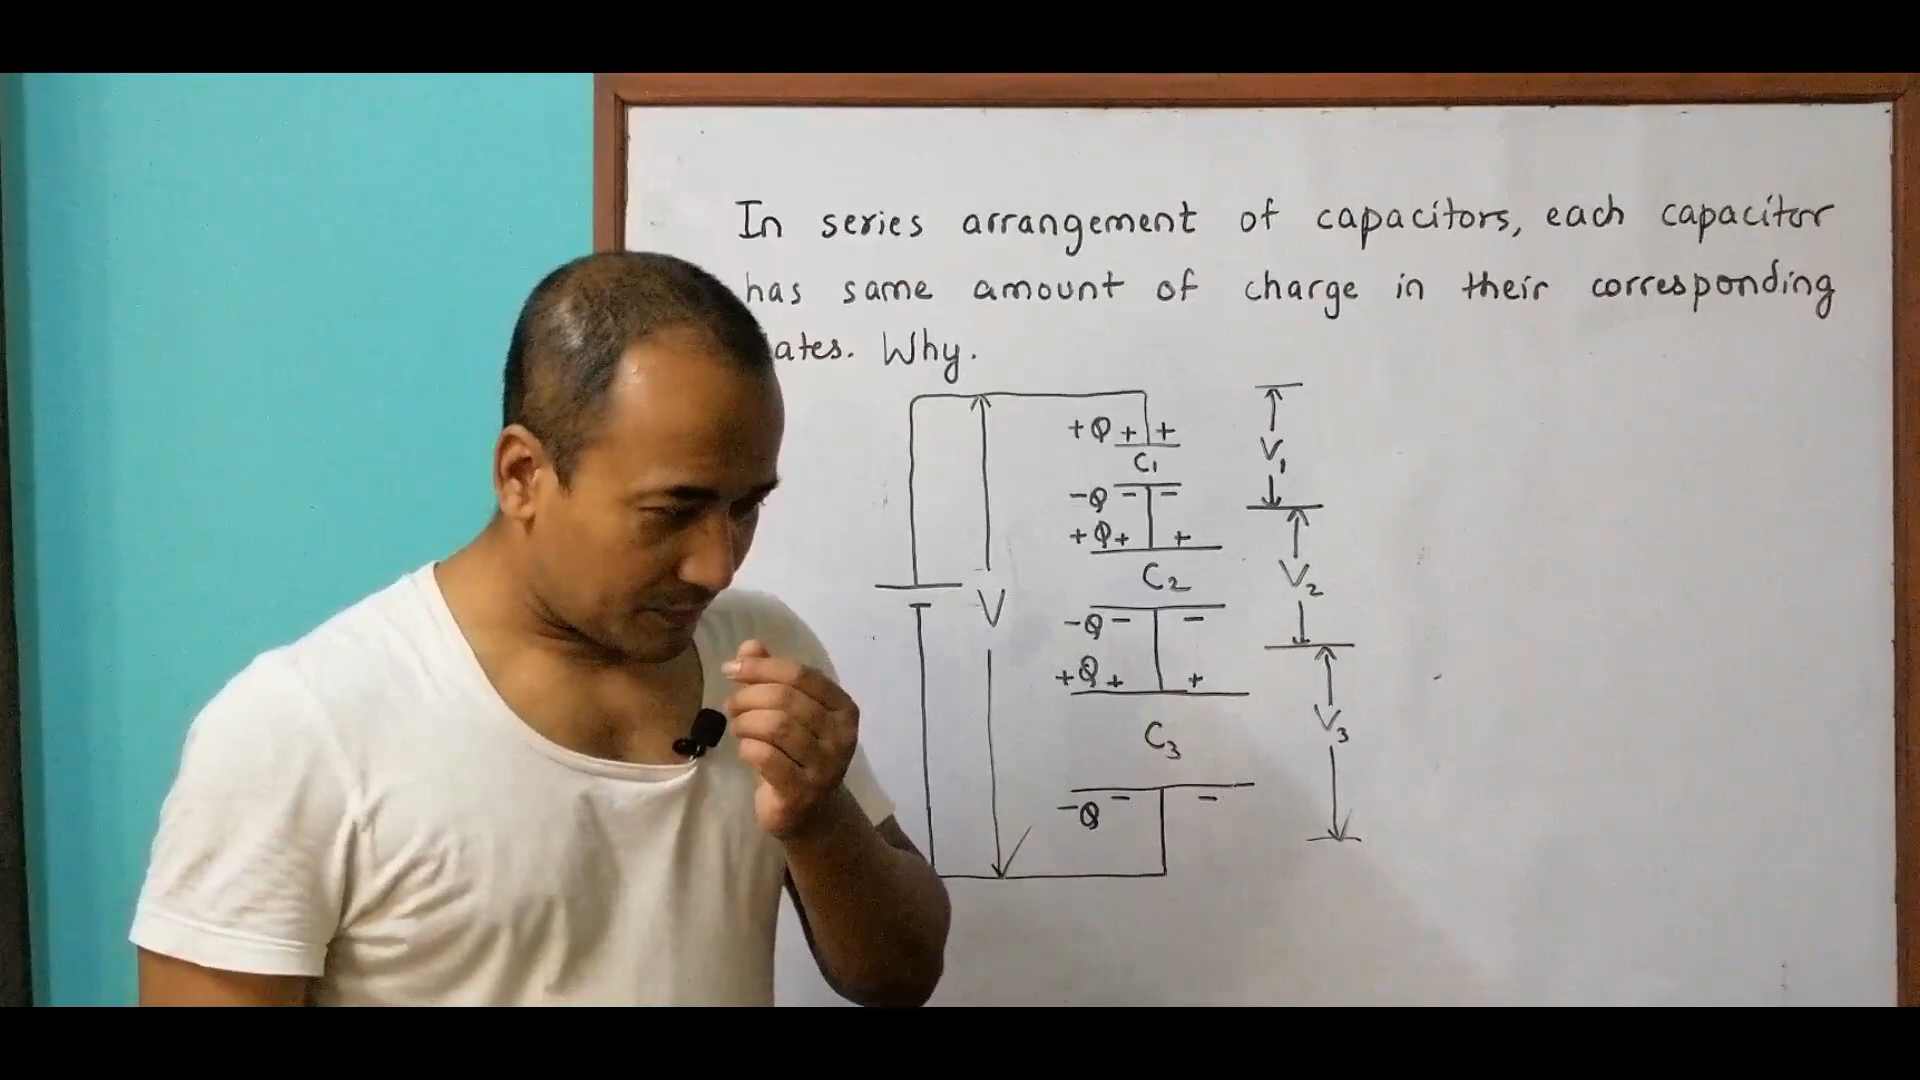 In series arrangement of capacitors, each capacitor
has same amount of charge in their corresponding
ates. Why.
+Q + +
C1
-Q - -
+Q + +
C2
-Q - -
+Q + +
C3
-Q - -
V
V1
V2
V3